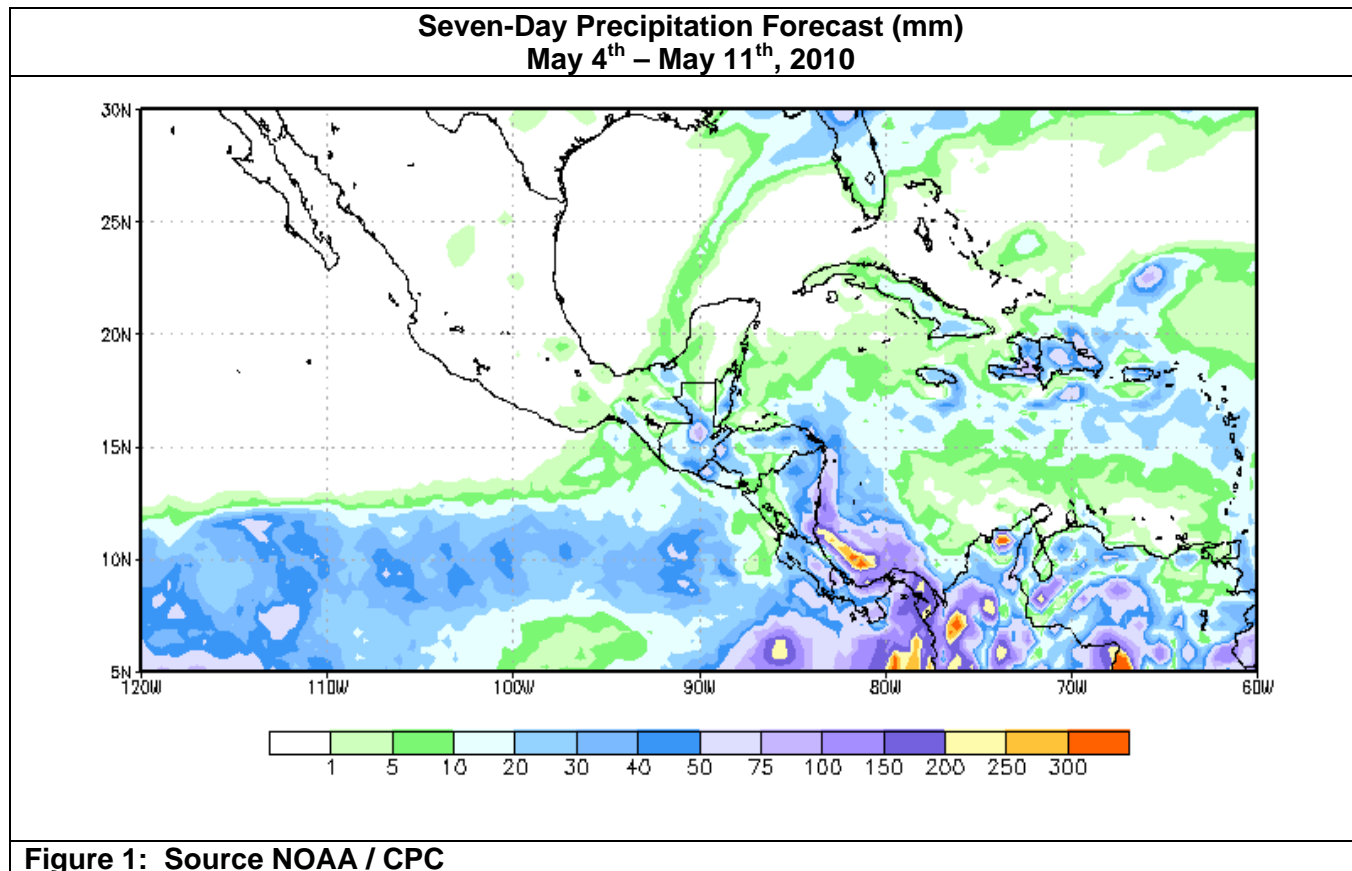 Seven-Day Precipitation Forecast (mm)
May 4th – May 11th, 2010
30N
25N
20N
15N
10N
5N
120W 110W 100W 90W 80W 70W 60W
1 5 10 20 30 40 50 75 100 150 200 250 300
Figure 1: Source NOAA / CPC